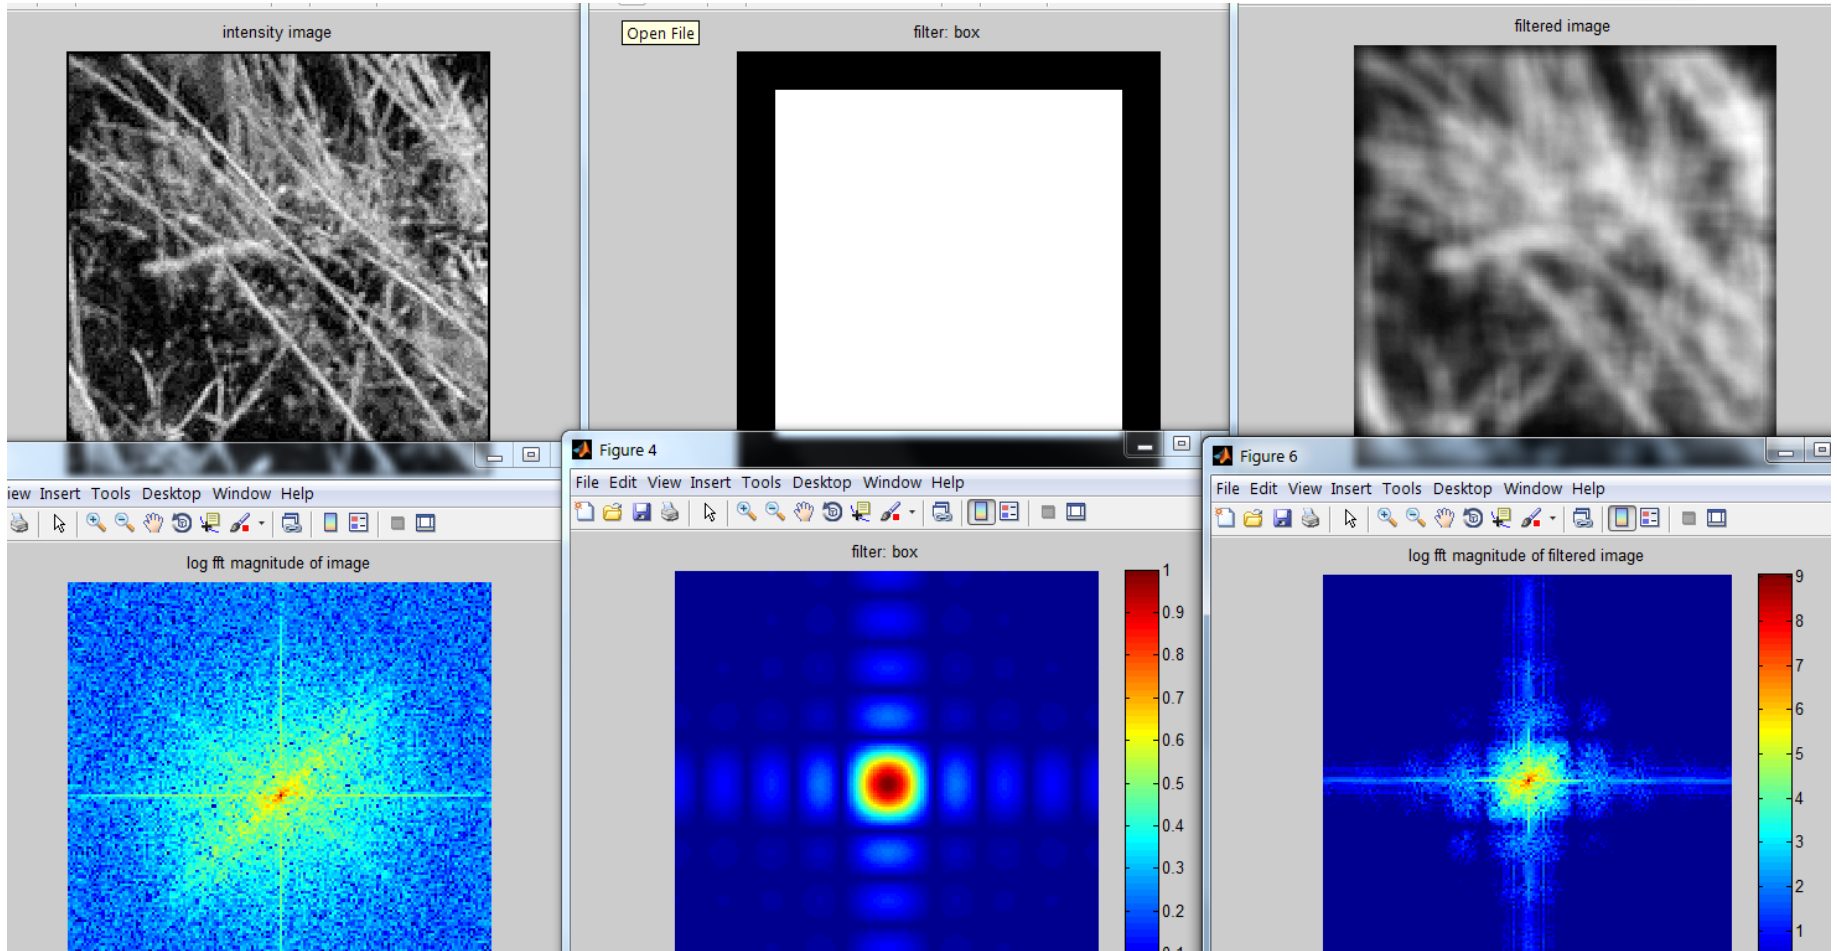 intensity image
Open File
filter: box
filtered image
Figure 4
Figure 6
iew Insert Tools Desktop Window Help
File Edit View Insert Tools Desktop Window Help
File Edit View Insert Tools Desktop Window Help
log fft magnitude of image
filter: box
1
0.9
0.8
0.7
0.6
0.5
0.4
0.3
0.2
0.1
log fft magnitude of filtered image
9
8
7
6
5
4
3
2
1